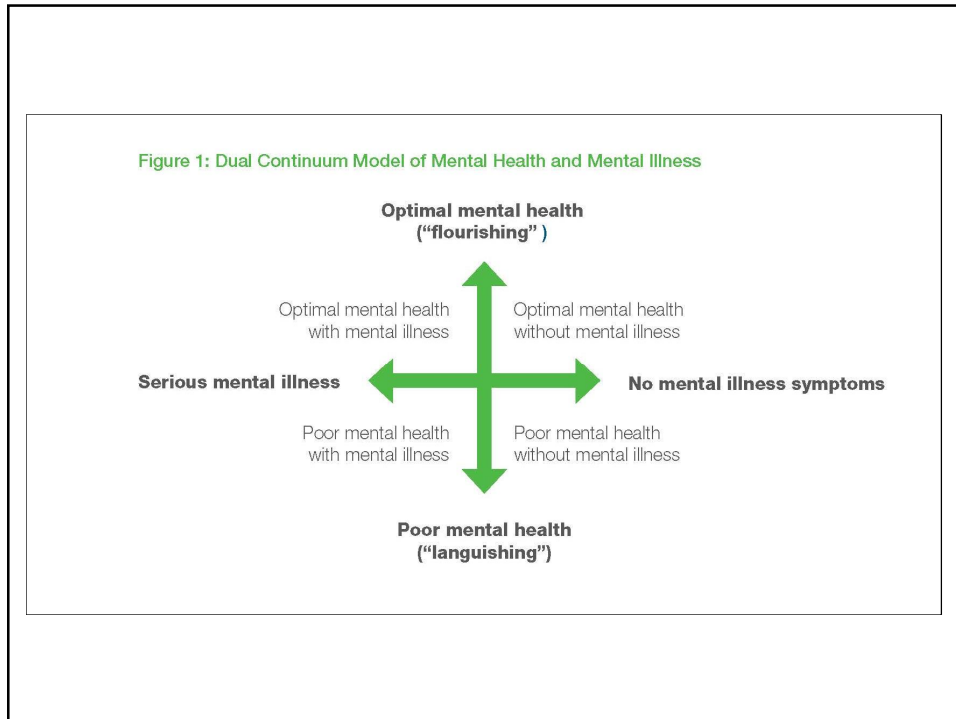 Figure 1: Dual Continuum Model of Mental Health and Mental Illness
Optimal mental health
(“flourishing” )
Optimal mental health
with mental illness
Optimal mental health
without mental illness
Serious mental illness
No mental illness symptoms
Poor mental health
with mental illness
Poor mental health
without mental illness
Poor mental health
(“languishing”)